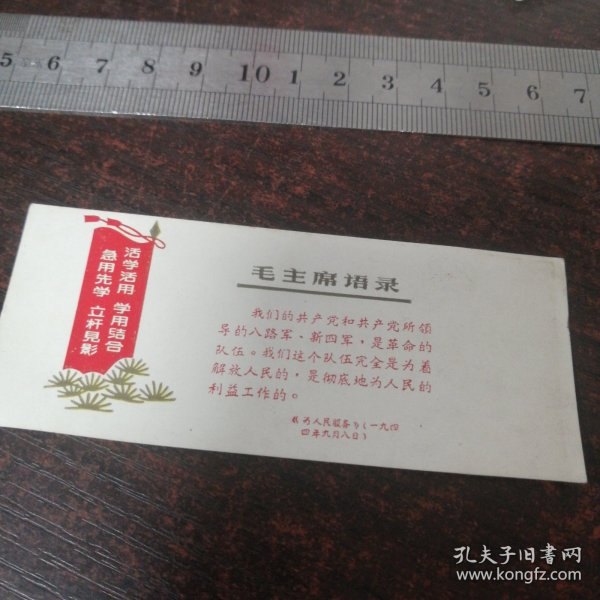 5 6 7 8 9 10 1 2 3 4 5 6 7
活学活用 学用结合
急用先学 立杆见影
毛主席语录
我们的共产党和共产党所领
导的八路军、新四军，是革命的
队伍。我们这个队伍完全是为着
解放人民的，是彻底地为人民的
利益工作的。
《为人民服务》（一九四
四年九月八日）
孔夫子旧书网
www.kongfz.com